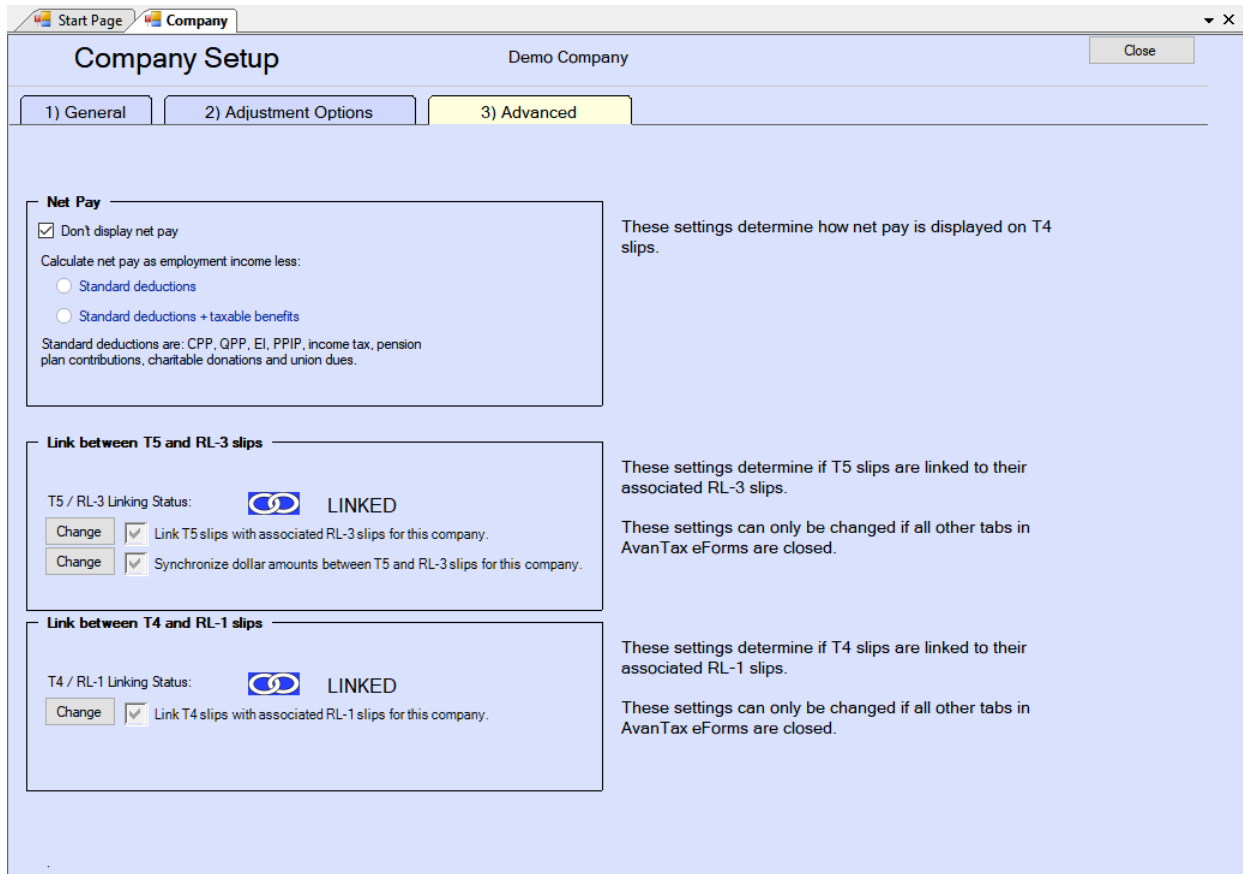 Start Page
Company
Company Setup
Demo Company
Close
1) General
2) Adjustment Options
3) Advanced
Net Pay
Don't display net pay
Calculate net pay as employment income less:
Standard deductions
Standard deductions + taxable benefits
Standard deductions are: CPP, QPP, EI, PPIP, income tax, pension
plan contributions, charitable donations and union dues.
These settings determine how net pay is displayed on T4
slips.
Link between T5 and RL-3 slips
T5 / RL-3 Linking Status:
LINKED
Change
Link T5 slips with associated RL-3 slips for this company.
Change
Synchronize dollar amounts between T5 and RL-3 slips for this company.
These settings determine if T5 slips are linked to their
associated RL-3 slips.
These settings can only be changed if all other tabs in
AvanTax eForms are closed.
Link between T4 and RL-1 slips
T4 / RL-1 Linking Status:
LINKED
Change
Link T4 slips with associated RL-1 slips for this company.
These settings determine if T4 slips are linked to their
associated RL-1 slips.
These settings can only be changed if all other tabs in
AvanTax eForms are closed.